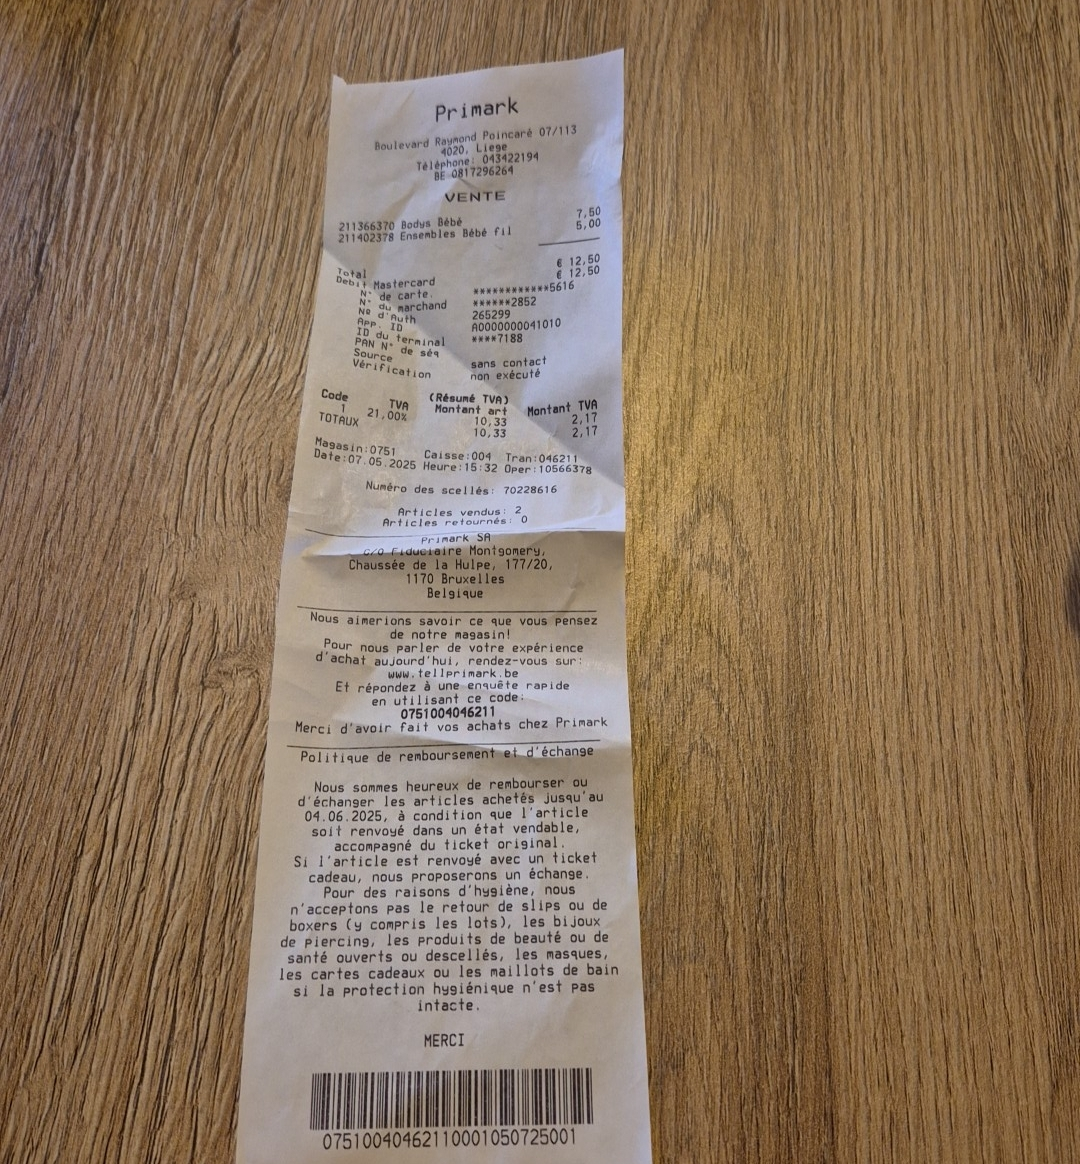 Primark
Boulevard Raymond Poincaré 07/113
4020, Liege
Téléphone: 043422194
BE 0817296264
VENTE
211366370 Bodys Bébé 7,50
211402378 Ensembles Bébé fil 5,00
Total € 12,50
Debit Mastercard € 12,50
N° de carte. ************5616
N° du marchand ******2852
Nº d'Auth 265299
App. ID A0000000041010
ID du terminal ****7188
PAN N° de séq
Source sans contact
Vérification non exécuté
(Résumé TVA)
Code TVA Montant art Montant TVA
1 21,00% 10,33 2,17
TOTAUX 10,33 2,17
Magasin:0751 Caisse:004 Tran:046211
Date:07.05.2025 Heure:15:32 Oper:10566378
Numéro des scellés: 70228616
Articles vendus: 2
Articles retournés: 0
Primark SA
C/O Fiduciaire Montgomery,
Chaussée de la Hulpe, 177/20,
1170 Bruxelles
Belgique
Nous aimerions savoir ce que vous pensez
de notre magasin!
Pour nous parler de votre expérience
d'achat aujourd'hui, rendez-vous sur:
www.tellprimark.be
Et répondez à une enquête rapide
en utilisant ce code:
0751004046211
Merci d'avoir fait vos achats chez Primark
Politique de remboursement et d'échange
Nous sommes heureux de rembourser ou
d'échanger les articles achetés jusqu'au
04.06.2025, à condition que l'article
soit renvoyé dans un état vendable,
accompagné du ticket original.
Si l'article est renvoyé avec un ticket
cadeau, nous proposerons un échange.
Pour des raisons d'hygiène, nous
n'acceptons pas le retour de slips ou de
boxers (y compris les lots), les bijoux
de piercing, les produits de beauté ou de
santé ouverts ou descellés, les masques,
les cartes cadeaux ou les maillots de bain
si la protection hygiénique n'est pas
intacte.
MERCI
07510040462110001050725001